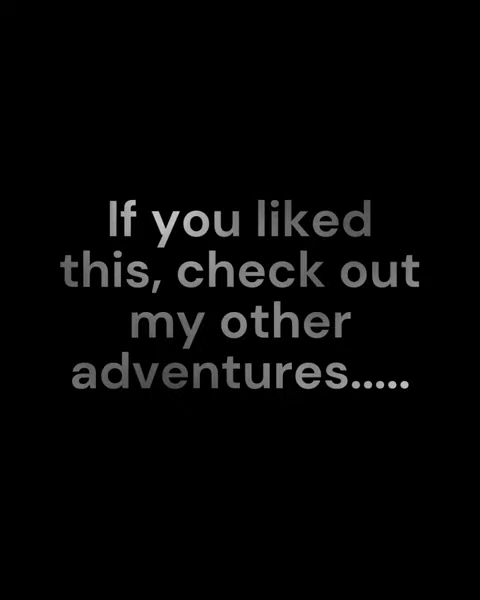 If you liked
this, check out
my other
adventures.....